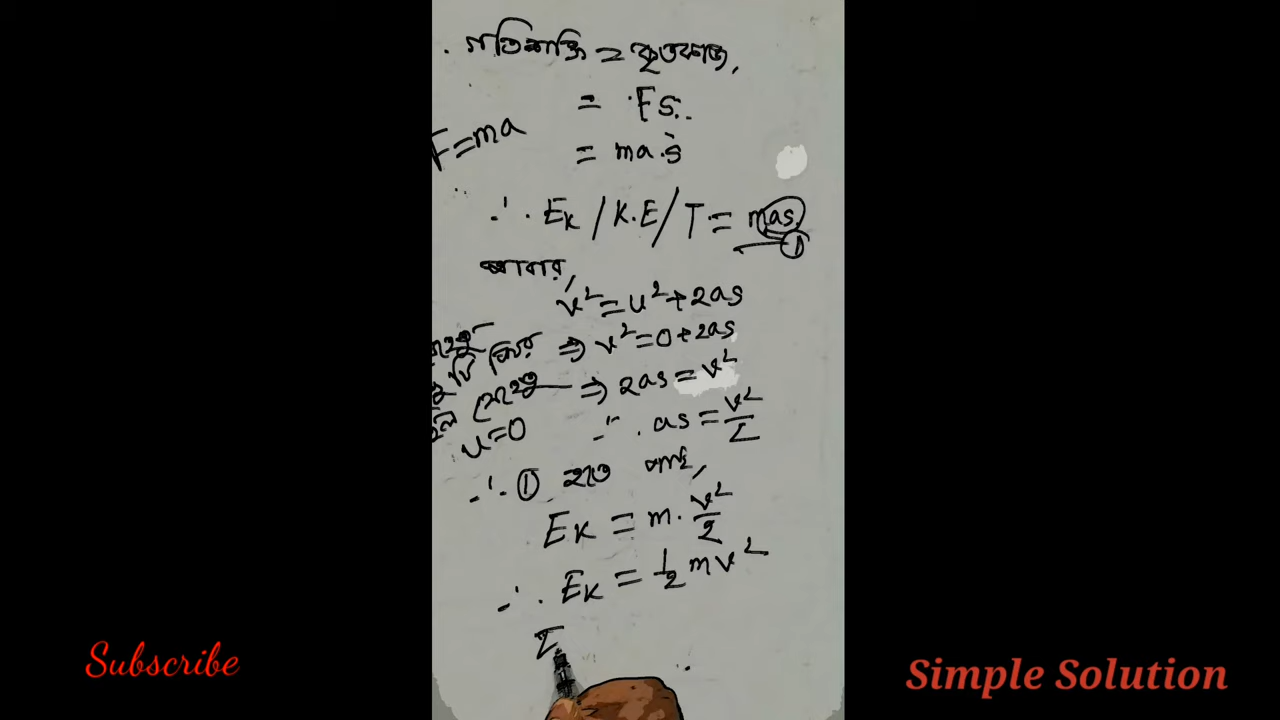 . গতিশক্তি = কৃতকাজ,
= Fs..
F=ma
= ma.s
∴ Ek / K.E / T = mas ①
আবার,
v² = u² + 2as
⇒ v² = 0 + 2as
স্থির
যেহেতু ⇒ 2as = v²
u=0
∴ as = v²/2
∴ ① হতে পাই,
Ek = m. v²/2
∴ Ek = 1/2 mv²
Subscribe
Simple Solution